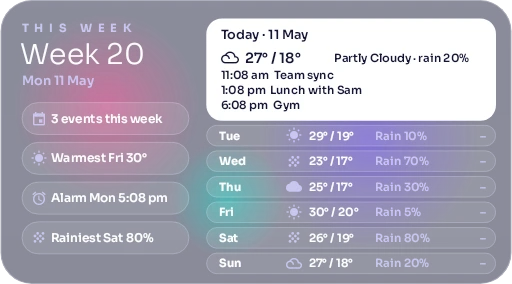 THIS WEEK
Week 20
Mon 11 May
3 events this week
Warmest Fri 30°
Alarm Mon 5:08 pm
Rainiest Sat 80%
Today · 11 May
27° / 18° Partly Cloudy · rain 20%
11:08 am Team sync
1:08 pm Lunch with Sam
6:08 pm Gym
Tue 29° / 19° Rain 10% –
Wed 23° / 17° Rain 70% –
Thu 25° / 17° Rain 30% –
Fri 30° / 20° Rain 5% –
Sat 26° / 19° Rain 80% –
Sun 27° / 18° Rain 20% –